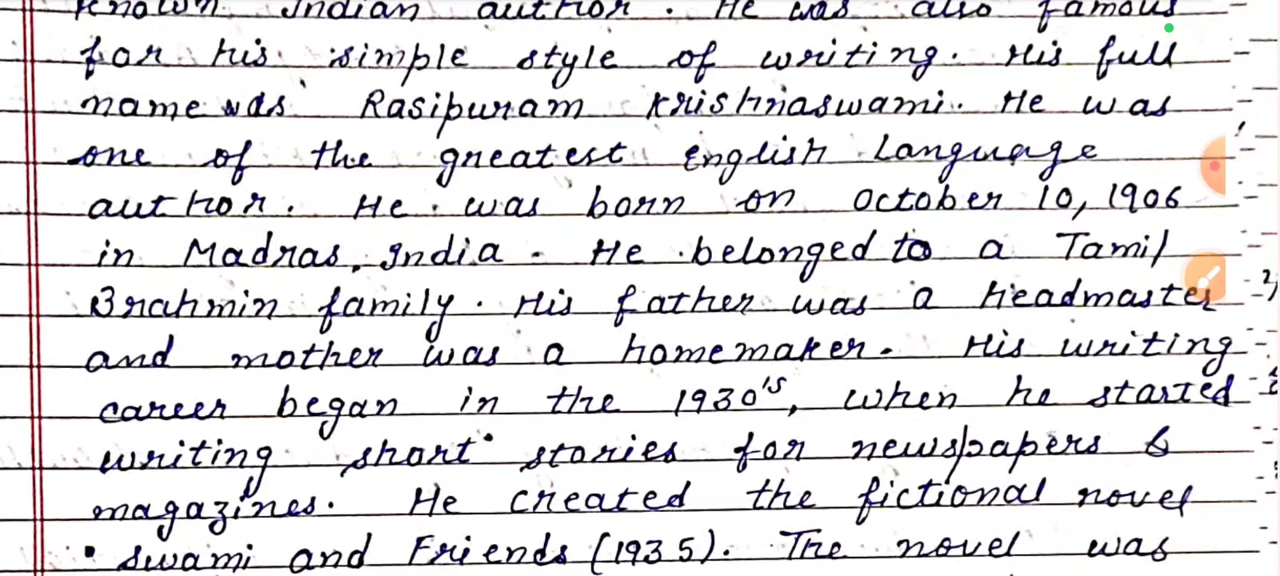 known Indian author. He was also famous
for his simple style of writing. His full
name was Rasipuram Krishnaswami. He was
one of the greatest English Language
author. He was born on October 10, 1906
in Madras, India. He belonged to a Tamil
Brahmin family. His father was a Headmaster
and mother was a homemaker. His writing
career began in the 1930's, when he started
writing short stories for newspapers &
magazines. He created the fictional novel
Swami and Friends (1935). The novel was